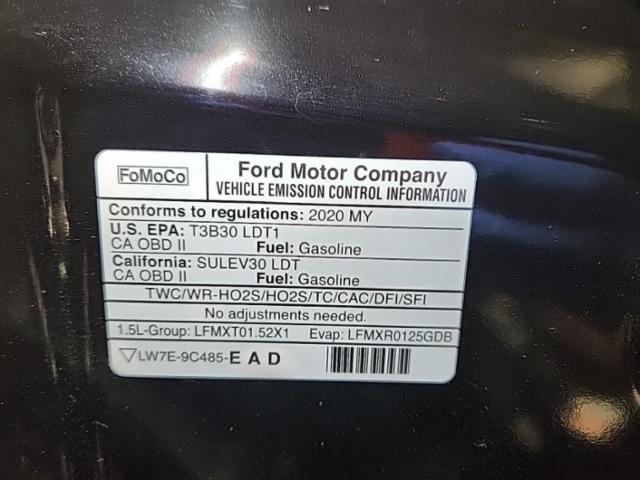 FoMoCo
Ford Motor Company
VEHICLE EMISSION CONTROL INFORMATION
Conforms to regulations: 2020 MY
U.S. EPA: T3B30 LDT1
CA OBD II Fuel: Gasoline
California: SULEV30 LDT
CA OBD II Fuel: Gasoline
TWC/WR-HO2S/HO2S/TC/CAC/DFI/SFI
No adjustments needed.
1.5L-Group: LFMXT01.52X1 Evap: LFMXR0125GDB
LW7E-9C485-E A D